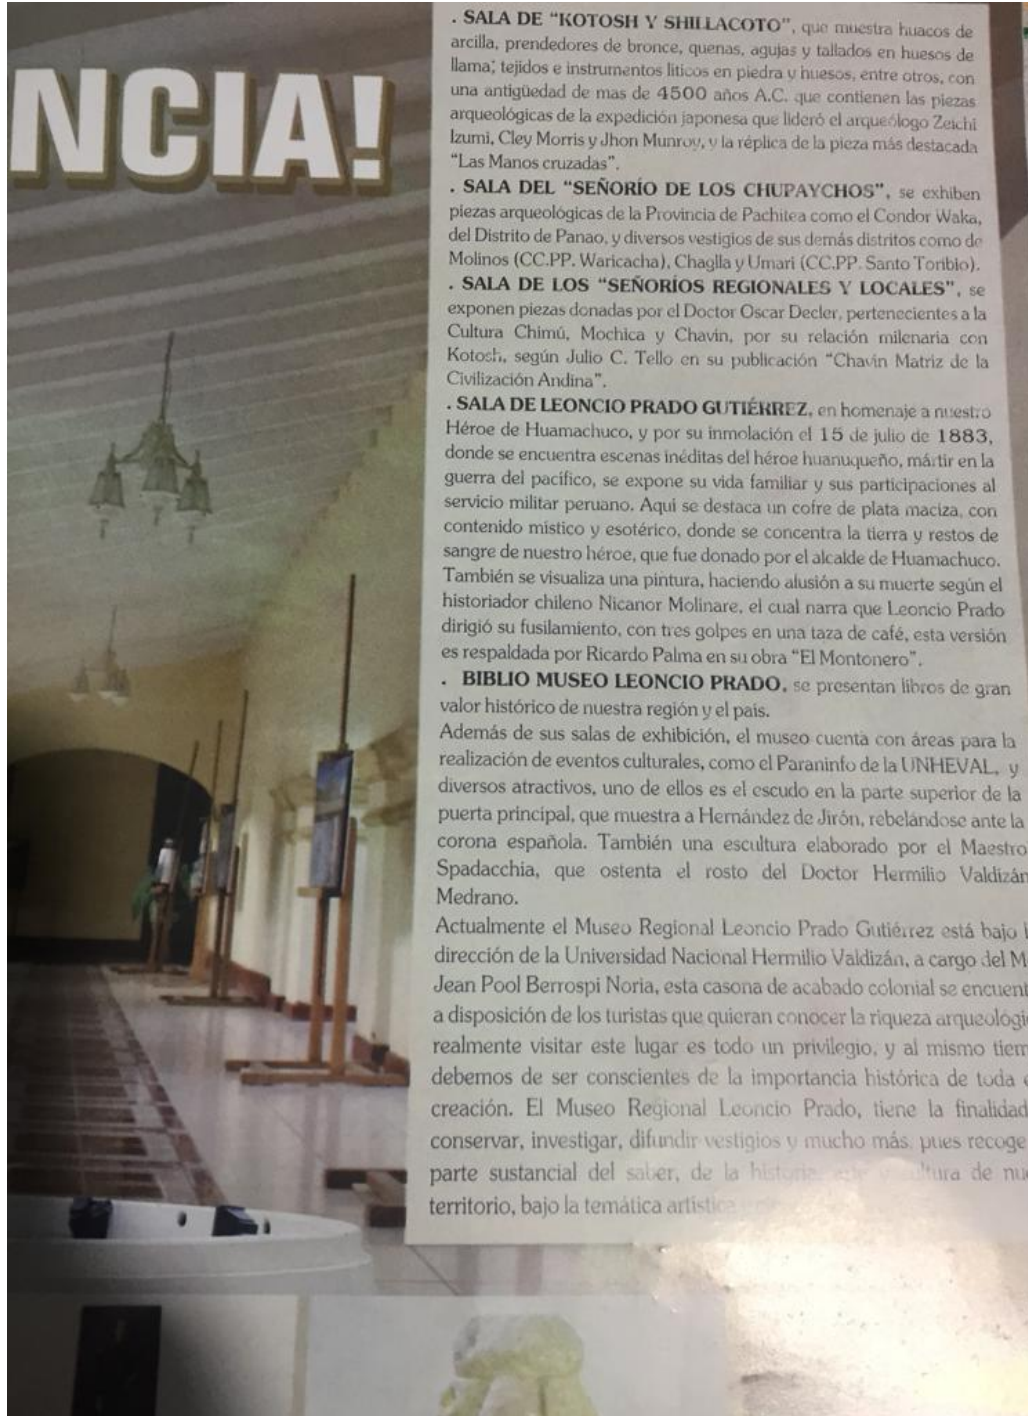 NCIA!
. SALA DE “KOTOSH Y SHILLACOTO”, que muestra huacos de
arcilla, prendedores de bronce, quenas, agujas y tallados en huesos de
llama; tejidos e instrumentos líticos en piedra y huesos, entre otros, con
una antigüedad de mas de 4500 años A.C. que contienen las piezas
arqueológicas de la expedición japonesa que lideró el arqueólogo Zeichi
Izumi, Cley Morris y Jhon Munroy, y la réplica de la pieza más destacada
“Las Manos cruzadas”.
. SALA DEL “SEÑORÍO DE LOS CHUPAYCHOS”, se exhiben
piezas arqueológicas de la Provincia de Pachitea como el Condor Waka,
del Distrito de Panao, y diversos vestigios de sus demás distritos como de
Molinos (CC.PP. Waricacha), Chaglla y Umari (CC.PP. Santo Toribio).
. SALA DE LOS “SEÑORÍOS REGIONALES Y LOCALES”, se
exponen piezas donadas por el Doctor Oscar Decler, pertenecientes a la
Cultura Chimú, Mochica y Chavín, por su relación milenaria con
Kotosh, según Julio C. Tello en su publicación “Chavín Matriz de la
Civilización Andina”.
. SALA DE LEONCIO PRADO GUTIÉRREZ, en homenaje a nuestro
Héroe de Huamachuco, y por su inmolación el 15 de julio de 1883,
donde se encuentra escenas inéditas del héroe huanuqueño, mártir en la
guerra del pacífico, se expone su vida familiar y sus participaciones al
servicio militar peruano. Aqui se destaca un cofre de plata maciza, con
contenido místico y esotérico, donde se concentra la tierra y restos de
sangre de nuestro héroe, que fue donado por el alcalde de Huamachuco.
También se visualiza una pintura, haciendo alusión a su muerte según el
historiador chileno Nicanor Molinare, el cual narra que Leoncio Prado
dirigió su fusilamiento, con tres golpes en una taza de café, esta versión
es respaldada por Ricardo Palma en su obra “El Montonero”.
. BIBLIO MUSEO LEONCIO PRADO, se presentan libros de gran
valor histórico de nuestra región y el país.
Además de sus salas de exhibición, el museo cuenta con áreas para la
realización de eventos culturales, como el Paraninfo de la UNHEVAL, y
diversos atractivos, uno de ellos es el escudo en la parte superior de la
puerta principal, que muestra a Hernández de Jirón, rebelándose ante la
corona española. También una escultura elaborado por el Maestro
Spadacchia, que ostenta el rosto del Doctor Hermilio Valdizán
Medrano.
Actualmente el Museo Regional Leoncio Prado Gutiérrez está bajo
dirección de la Universidad Nacional Hermilio Valdizán, a cargo del
Jean Pool Berrospi Noria, esta casona de acabado colonial se encuent
a disposición de los turistas que quieran conocer la riqueza arqueológi
realmente visitar este lugar es todo un privilegio, y al mismo tiem
debemos de ser conscientes de la importancia histórica de toda
creación. El Museo Regional Leoncio Prado, tiene la finalidad
conservar, investigar, difundir vestigios y mucho más, pues recoge
parte sustancial del saber, de la historia, arte y cultura de nue
territorio, bajo la temática artística